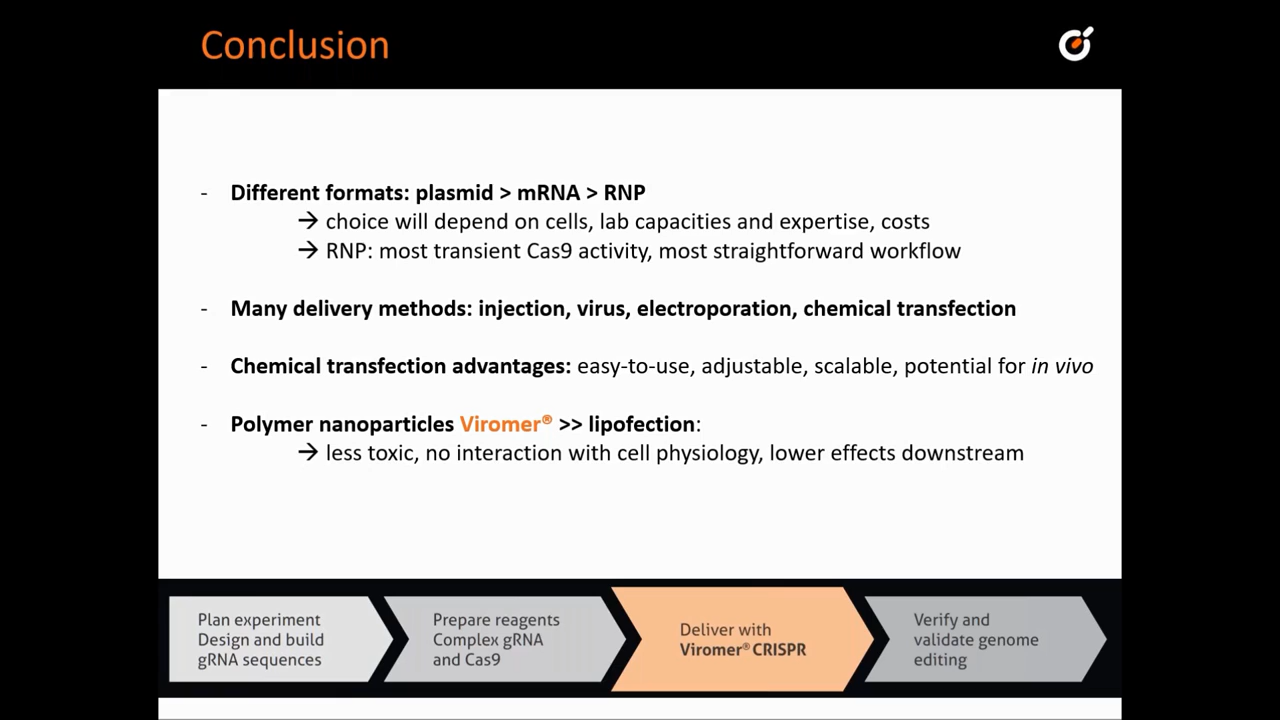 Conclusion
- Different formats: plasmid > mRNA > RNP
→ choice will depend on cells, lab capacities and expertise, costs
→ RNP: most transient Cas9 activity, most straightforward workflow
- Many delivery methods: injection, virus, electroporation, chemical transfection
- Chemical transfection advantages: easy-to-use, adjustable, scalable, potential for in vivo
- Polymer nanoparticles Viromer® >> lipofection:
→ less toxic, no interaction with cell physiology, lower effects downstream
Plan experiment
Design and build
gRNA sequences
Prepare reagents
Complex gRNA
and Cas9
Deliver with
Viromer® CRISPR
Verify and
validate genome
editing